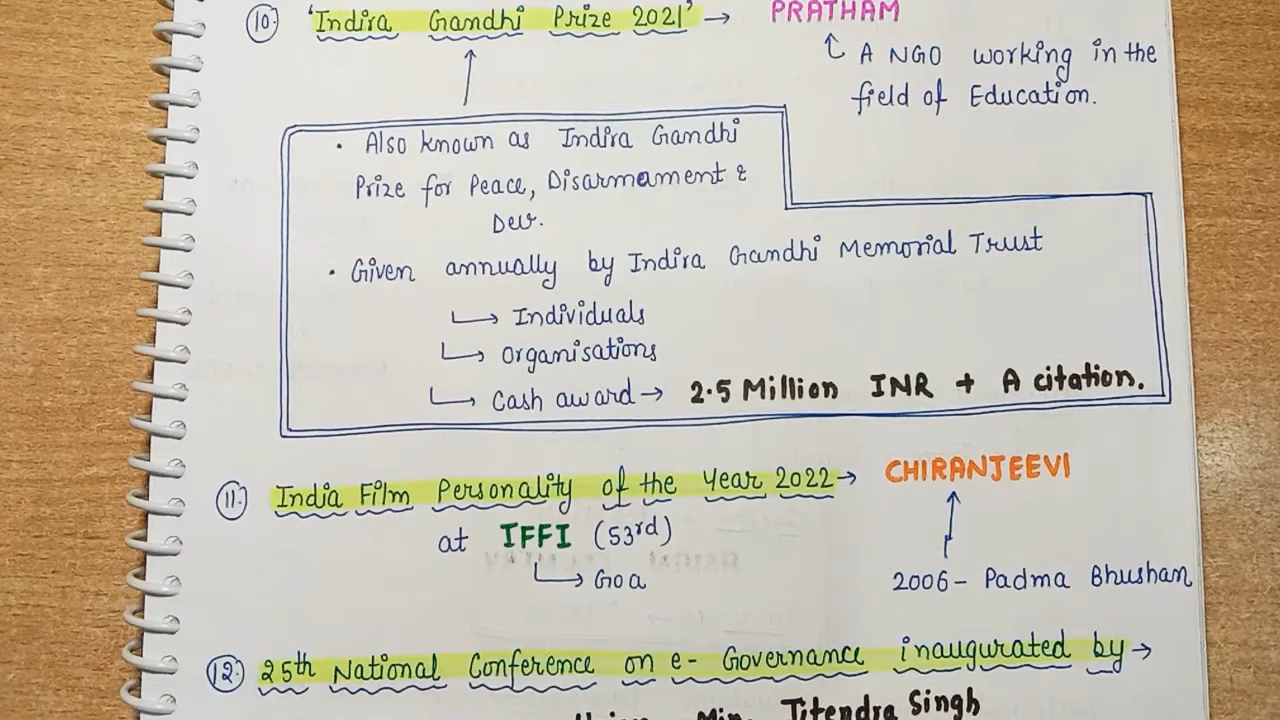 10. 'Indira Gandhi Prize 2021' → PRATHAM
A NGO working in the
field of Education.
• Also known as Indira Gandhi
Prize for Peace, Disarmament &
Dev.
• Given annually by Indira Gandhi Memorial Trust
↳ Individuals
↳ Organisations
↳ Cash award → 2.5 Million INR + A citation.
11. India Film Personality of the Year 2022 → CHIRANJEEVI
at IFFI (53rd)
↳ Goa
2006 - Padma Bhushan
12. 25th National Conference on e-Governance inaugurated by →
Min. Jitendra Singh